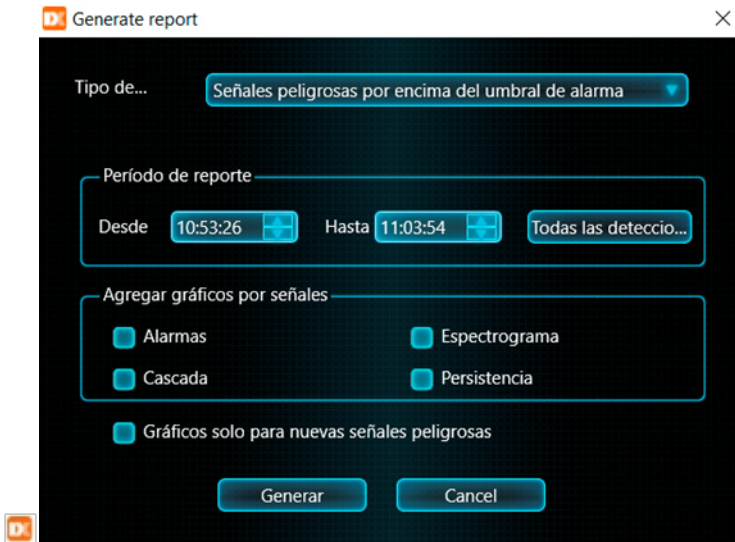 Generate report
Tipo de...
Señales peligrosas por encima del umbral de alarma
Período de reporte
Desde 10:53:26 Hasta 11:03:54 Todas las deteccio...
Agregar gráficos por señales
Alarmas Espectrograma
Cascada Persistencia
Gráficos solo para nuevas señales peligrosas
Generar Cancel